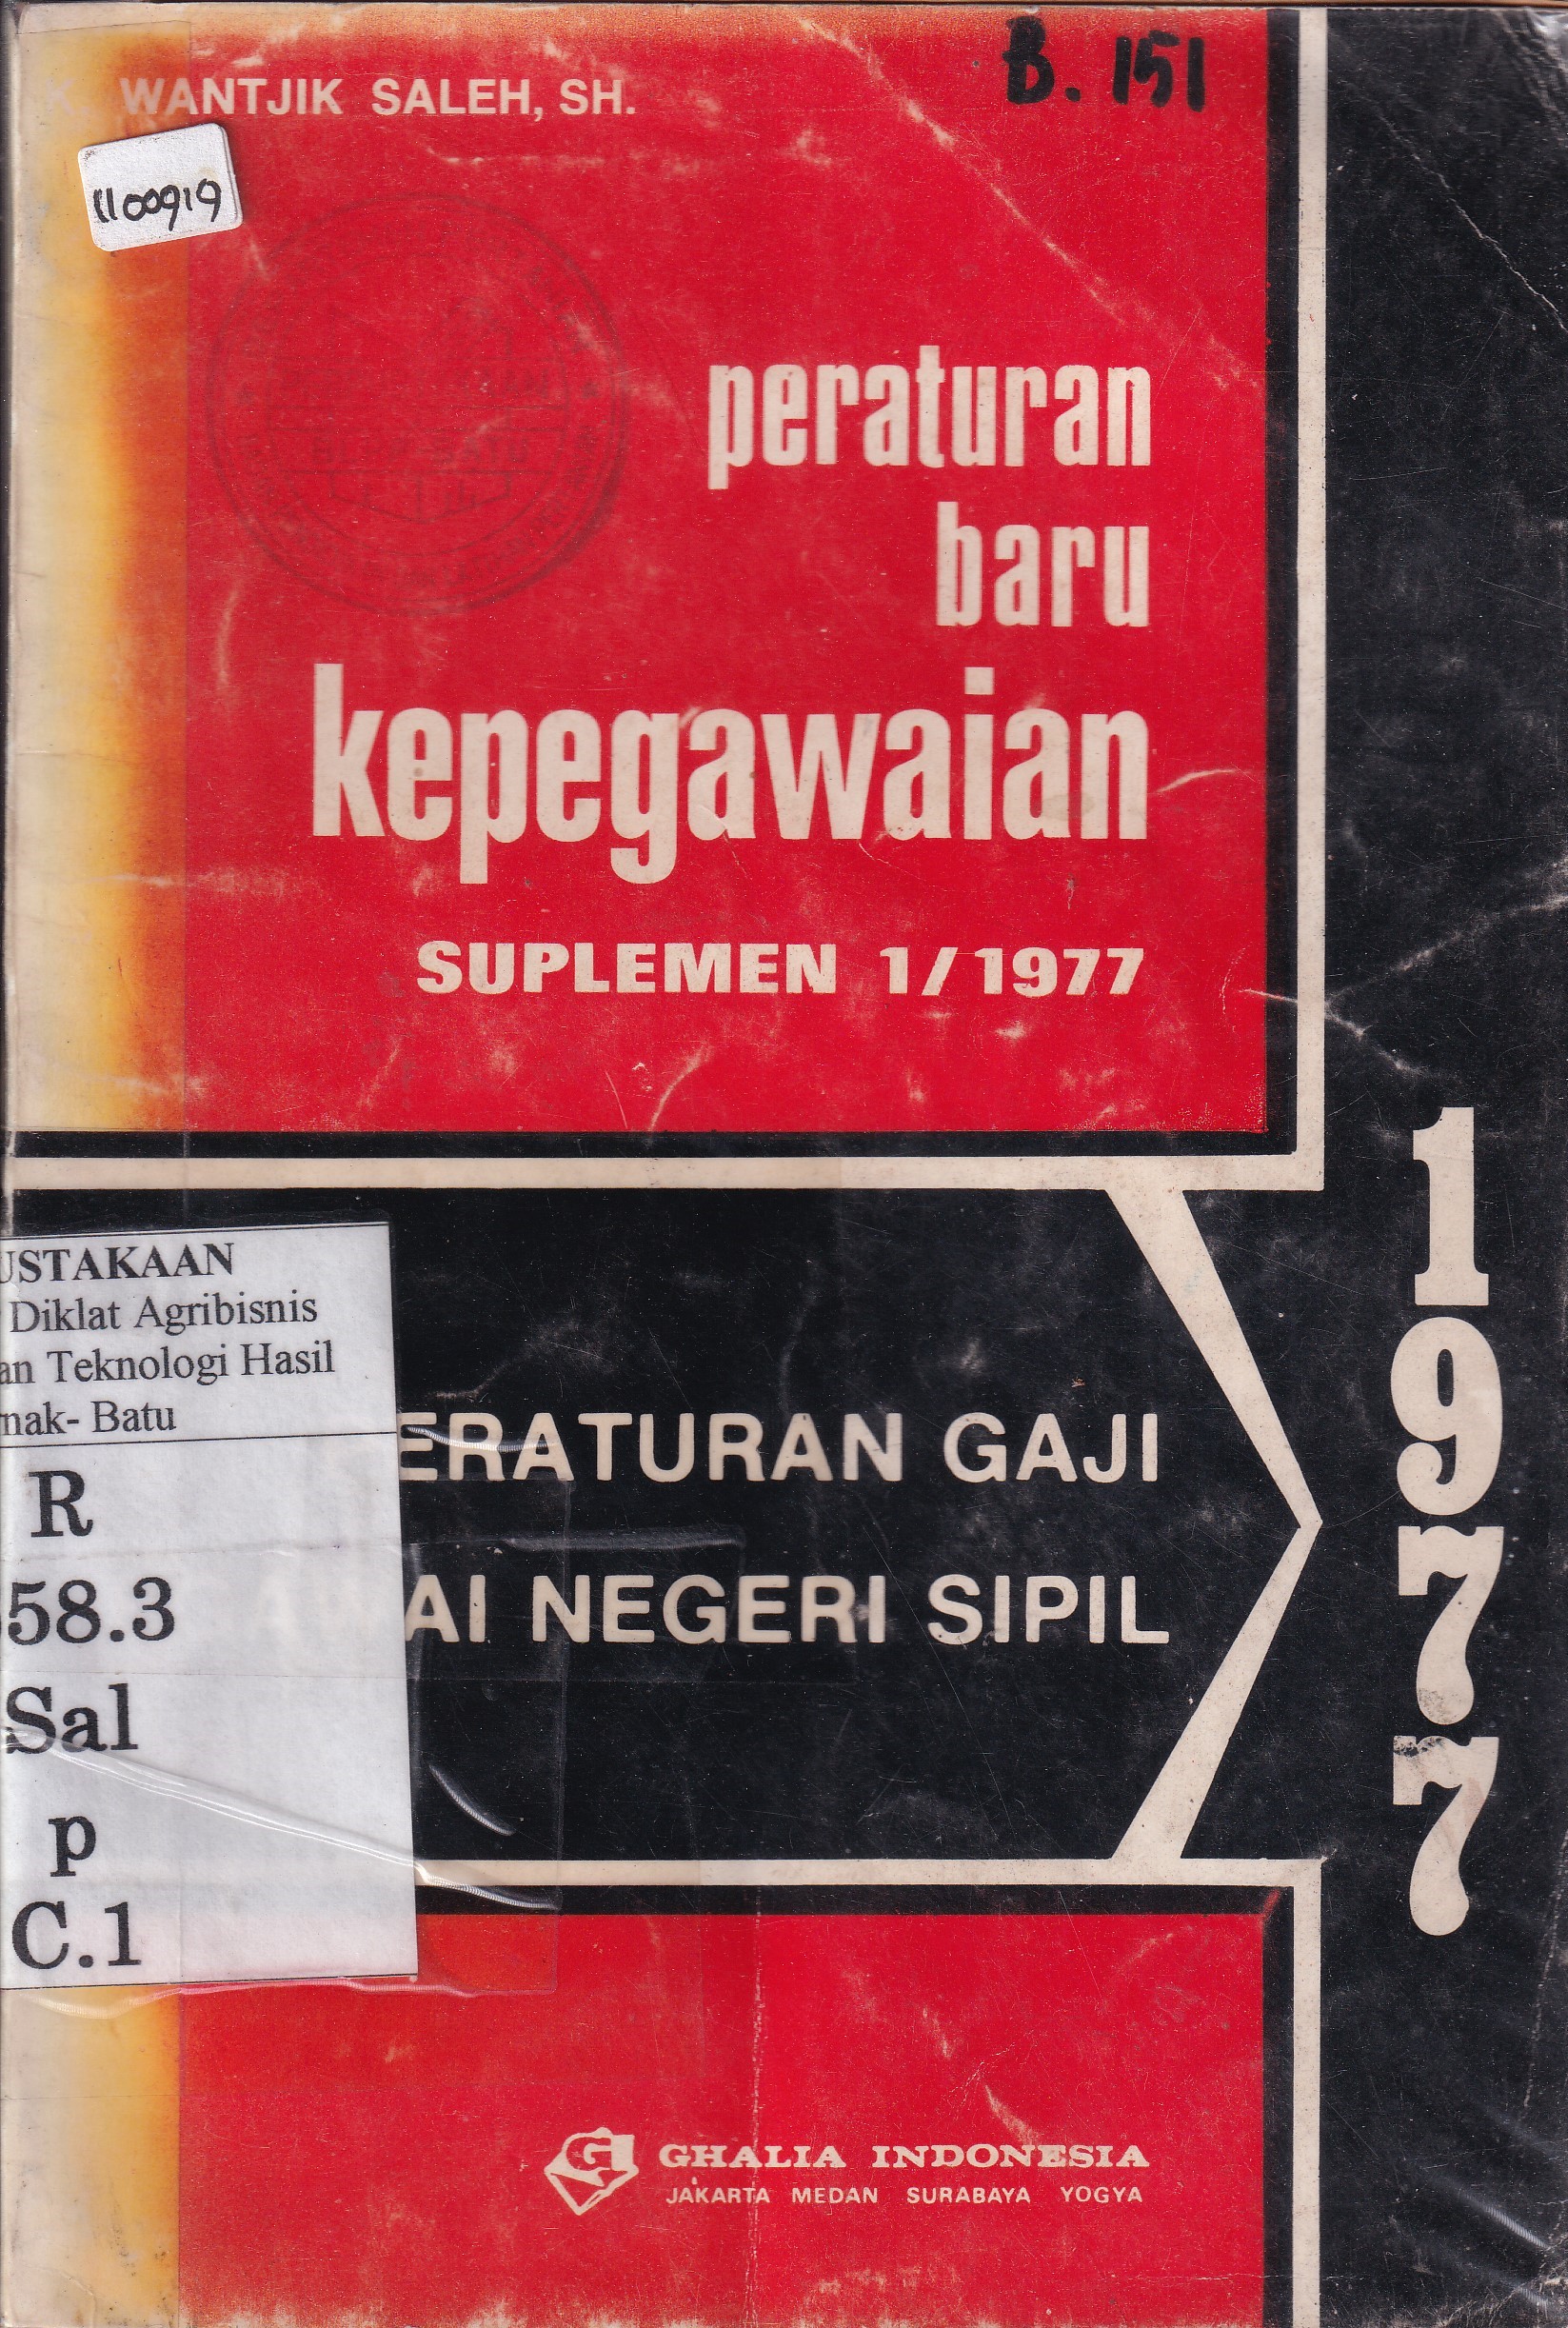 K. WANTJIK SALEH, SH.
B. 151
1100919
peraturan
baru
kepegawaian
SUPLEMEN 1/1977
1977
USTAKAAN
Diklat Agribisnis
an Teknologi Hasil
nak- Batu
R
58.3
Sal
p
C.1
ERATURAN GAJI
AI NEGERI SIPIL
G
GHALIA INDONESIA
JAKARTA MEDAN SURABAYA YOGYA